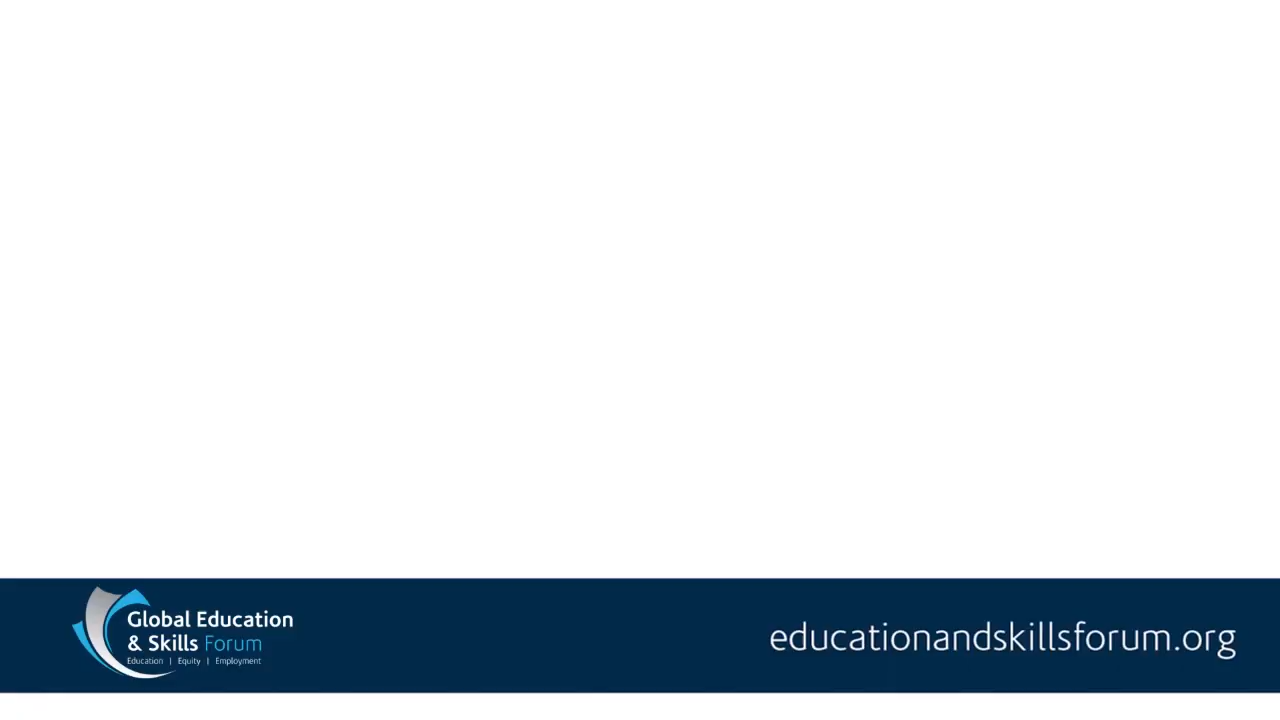 Global Education
& Skills Forum
Education | Equity | Employment
educationandskillsforum.org